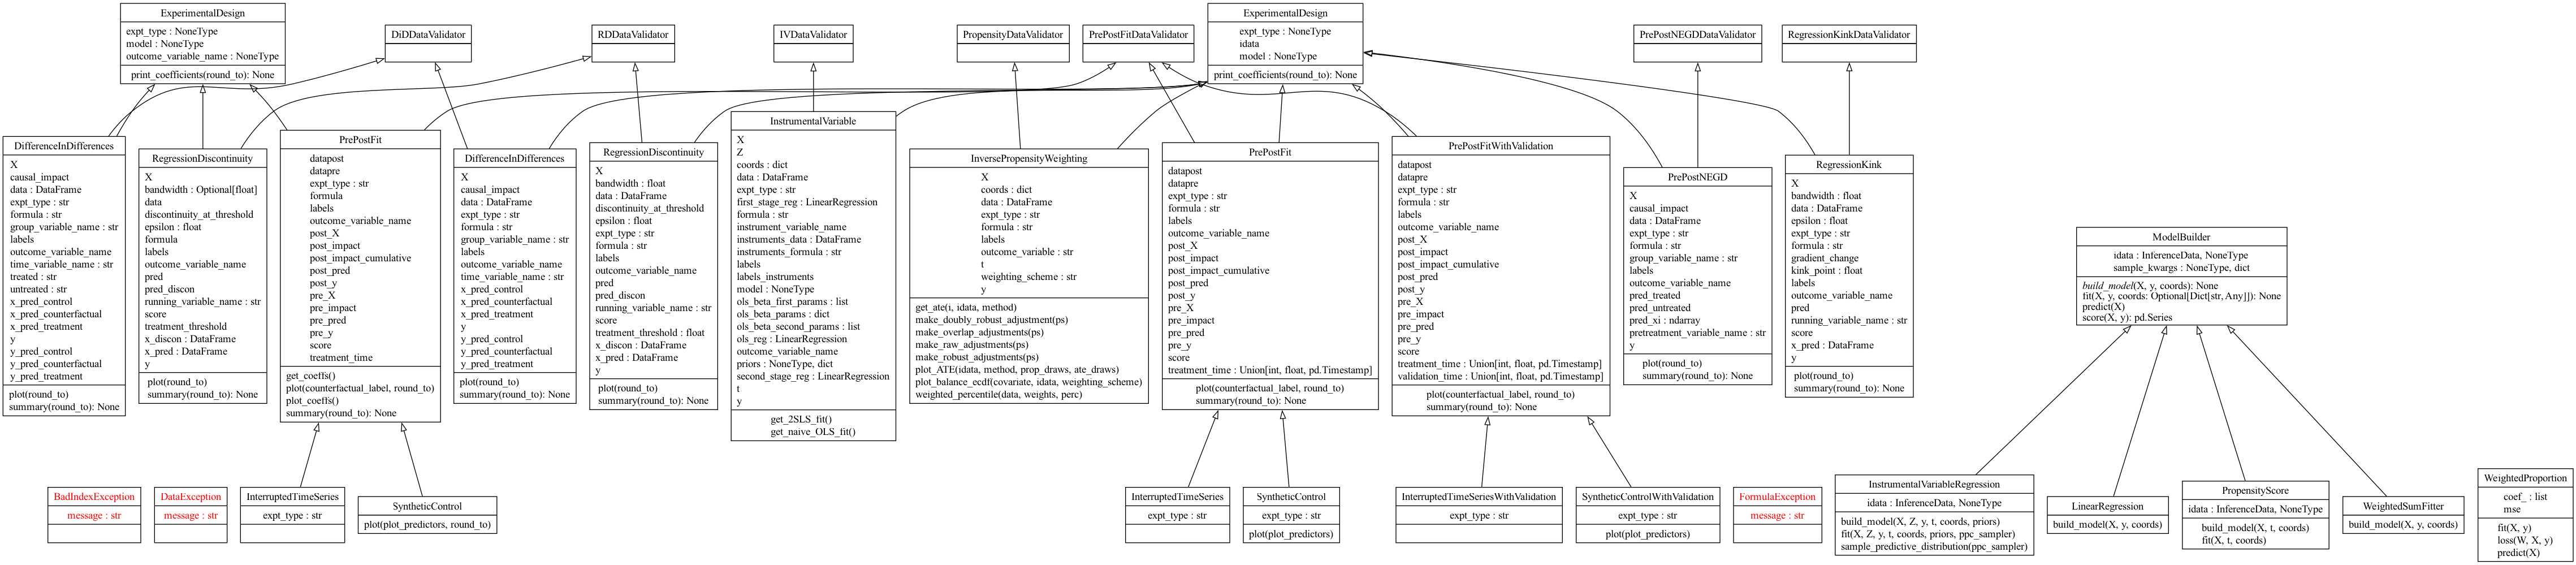 ExperimentalDesign
expt_type : NoneType
model : NoneType
outcome_variable_name : NoneType
print_coefficients(round_to): None
DiDDataValidator
RDDataValidator
IVDataValidator
PropensityDataValidator
PrePostFitDataValidator
ExperimentalDesign
expt_type : NoneType
idata
model : NoneType
print_coefficients(round_to): None
PrePostNEGDDataValidator
RegressionKinkDataValidator
DifferenceInDifferences
X
causal_impact
data : DataFrame
expt_type : str
formula : str
group_variable_name : str
labels
outcome_variable_name
time_variable_name : str
treated : str
untreated : str
x_pred_control
x_pred_counterfactual
x_pred_treatment
y
y_pred_control
y_pred_counterfactual
y_pred_treatment
plot(round_to)
summary(round_to): None
RegressionDiscontinuity
X
bandwidth : Optional[float]
data
discontinuity_at_threshold
epsilon : float
formula
labels
outcome_variable_name
pred
pred_discon
running_variable_name : str
score
treatment_threshold
x_discon : DataFrame
x_pred : DataFrame
y
plot(round_to)
summary(round_to): None
PrePostFit
datapost
datapre
expt_type : str
formula
labels
outcome_variable_name
post_X
post_impact
post_impact_cumulative
post_pred
post_y
pre_X
pre_impact
pre_pred
pre_y
score
treatment_time
get_coeffs()
plot(counterfactual_label, round_to)
plot_coeffs()
summary(round_to): None
DifferenceInDifferences
X
causal_impact
data : DataFrame
expt_type : str
formula : str
group_variable_name : str
labels
outcome_variable_name
time_variable_name : str
x_pred_control
x_pred_counterfactual
x_pred_treatment
y
y_pred_control
y_pred_counterfactual
y_pred_treatment
plot(round_to)
summary(round_to): None
RegressionDiscontinuity
X
bandwidth : float
data : DataFrame
discontinuity_at_threshold
epsilon : float
expt_type : str
formula : str
labels
outcome_variable_name
pred
pred_discon
running_variable_name : str
score
treatment_threshold : float
x_discon : DataFrame
x_pred : DataFrame
y
plot(round_to)
summary(round_to): None
InstrumentalVariable
X
Z
coords : dict
data : DataFrame
expt_type : str
first_stage_reg : LinearRegression
formula : str
instrument_variable_name
instruments_data : DataFrame
instruments_formula : str
labels
labels_instruments
model : NoneType
ols_beta_first_params : list
ols_beta_params : dict
ols_beta_second_params : list
ols_reg : LinearRegression
outcome_variable_name
priors : NoneType, dict
second_stage_reg : LinearRegression
t
y
get_2SLS_fit()
get_naive_OLS_fit()
InversePropensityWeighting
X
coords : dict
data : DataFrame
expt_type : str
formula : str
labels
outcome_variable : str
t
weighting_scheme : str
y
get_ate(i, idata, method)
make_doubly_robust_adjustment(ps)
make_overlap_adjustments(ps)
make_raw_adjustments(ps)
make_robust_adjustments(ps)
plot_ATE(idata, method, prop_draws, ate_draws)
plot_balance_ecdf(covariate, idata, weighting_scheme)
weighted_percentile(data, weights, perc)
PrePostFit
datapost
datapre
expt_type : str
formula : str
labels
outcome_variable_name
post_X
post_impact
post_impact_cumulative
post_pred
post_y
pre_X
pre_impact
pre_pred
pre_y
score
treatment_time : Union[int, float, pd.Timestamp]
plot(counterfactual_label, round_to)
summary(round_to): None
PrePostFitWithValidation
datapost
datapre
expt_type : str
formula : str
labels
outcome_variable_name
post_X
post_impact
post_impact_cumulative
post_pred
post_y
pre_X
pre_impact
pre_pred
pre_y
score
treatment_time : Union[int, float, pd.Timestamp]
validation_time : Union[int, float, pd.Timestamp]
plot(counterfactual_label, round_to)
summary(round_to): None
PrePostNEGD
X
causal_impact
data : DataFrame
expt_type : str
formula : str
group_variable_name : str
labels
outcome_variable_name
pred_treated
pred_untreated
pred_xi : ndarray
pretreatment_variable_name : str
y
plot(round_to)
summary(round_to): None
RegressionKink
X
bandwidth : float
data : DataFrame
epsilon : float
expt_type : str
formula : str
gradient_change
kink_point : float
labels
outcome_variable_name
pred
running_variable_name : str
score
x_pred : DataFrame
y
plot(round_to)
summary(round_to): None
ModelBuilder
idata : InferenceData, NoneType
sample_kwargs : NoneType, dict
build_model(X, y, coords): None
fit(X, y, coords: Optional[Dict[str, Any]]): None
predict(X)
score(X, y): pd.Series
BadIndexException
message : str
DataException
message : str
InterruptedTimeSeries
expt_type : str
SyntheticControl
plot(plot_predictors, round_to)
InterruptedTimeSeries
expt_type : str
SyntheticControl
expt_type : str
plot(plot_predictors)
InterruptedTimeSeriesWithValidation
expt_type : str
SyntheticControlWithValidation
expt_type : str
plot(plot_predictors)
FormulaException
message : str
InstrumentalVariableRegression
idata : InferenceData, NoneType
build_model(X, Z, y, t, coords, priors)
fit(X, Z, y, t, coords, priors, ppc_sampler)
sample_predictive_distribution(ppc_sampler)
LinearRegression
build_model(X, y, coords)
PropensityScore
idata : InferenceData, NoneType
build_model(X, t, coords)
fit(X, t, coords)
WeightedSumFitter
build_model(X, y, coords)
WeightedProportion
coef_ : list
mse
fit(X, y)
loss(W, X, y)
predict(X)